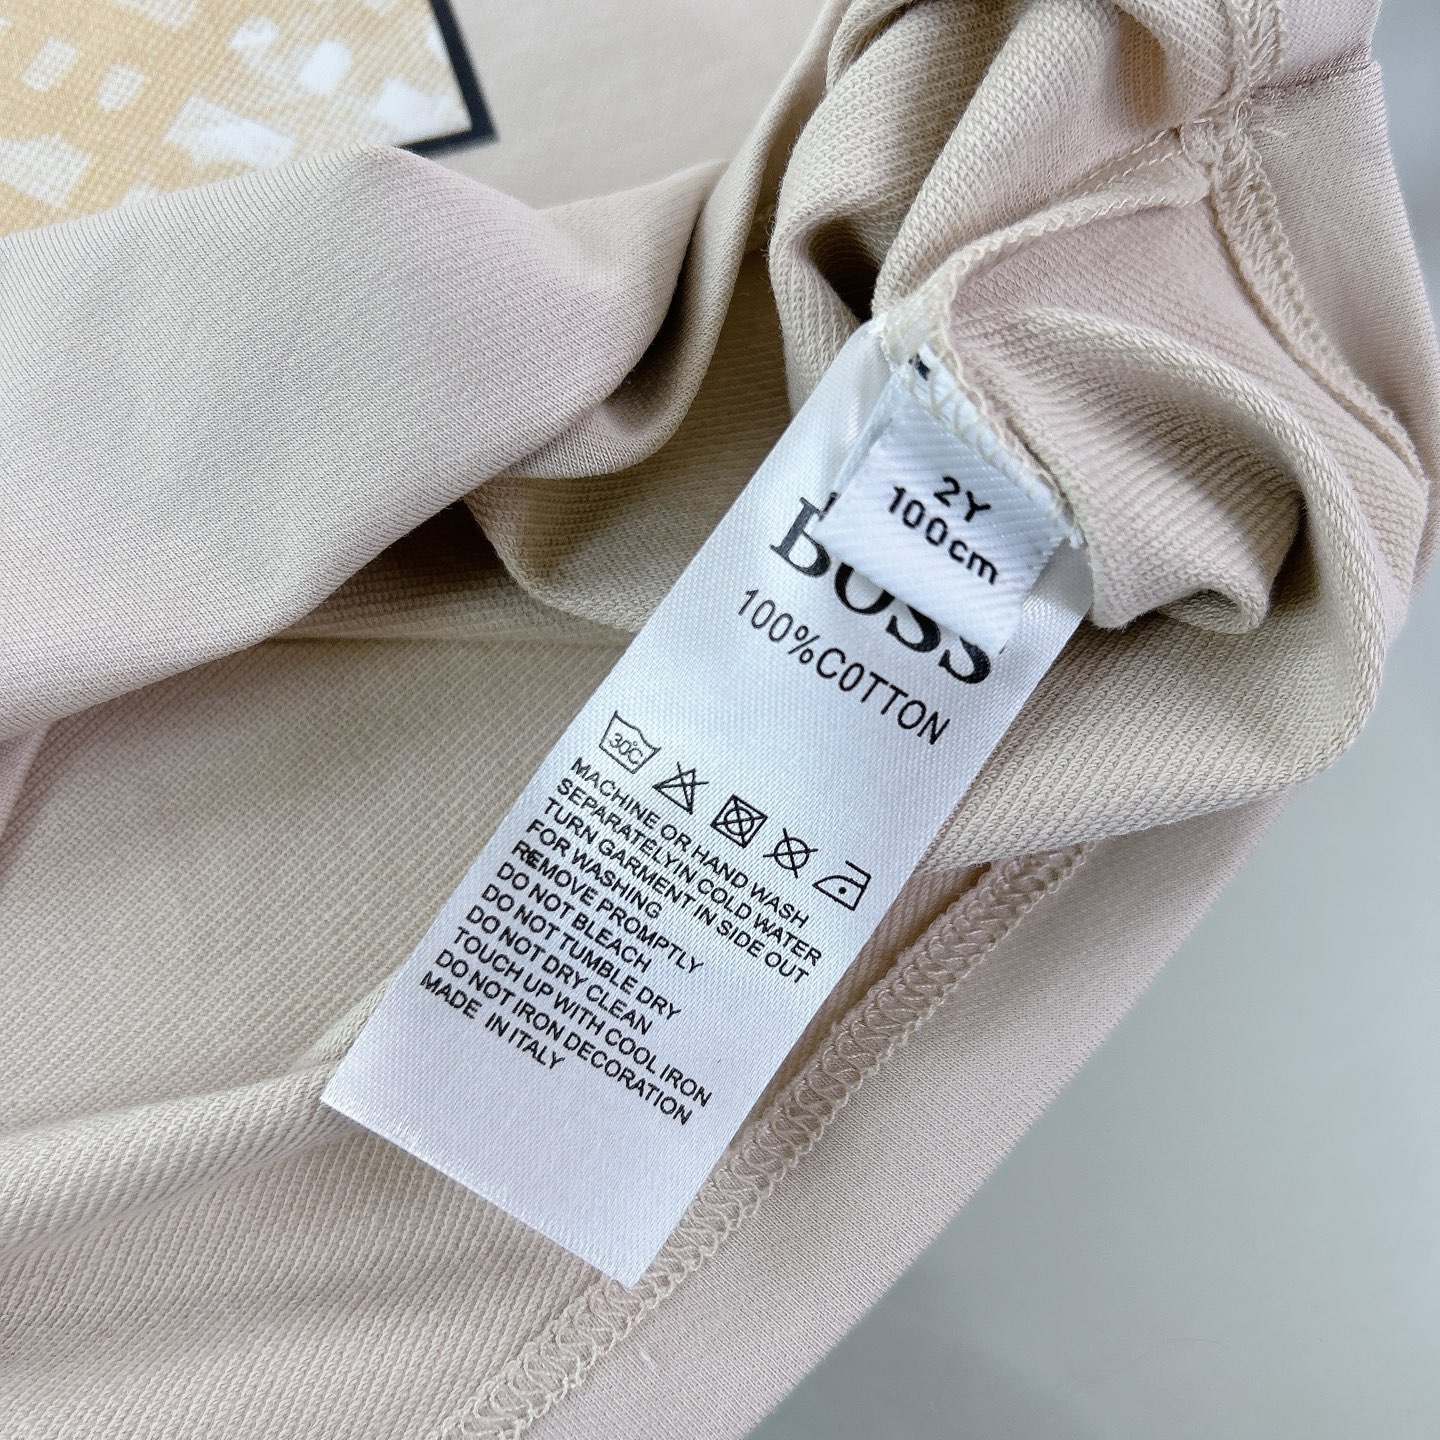 2Y
100cm
BOSS
100%COTTON
30°C
MACHINE OR HAND WASH
SEPARATELYIN COLD WATER
TURN GARMENT IN SIDE OUT
FOR WASHING
REMOVE PROMPTLY
DO NOT BLEACH
DO NOT TUMBLE DRY
DO NOT DRY CLEAN
TOUCH UP WITH COOL IRON
DO NOT IRON DECORATION
MADE IN ITALY